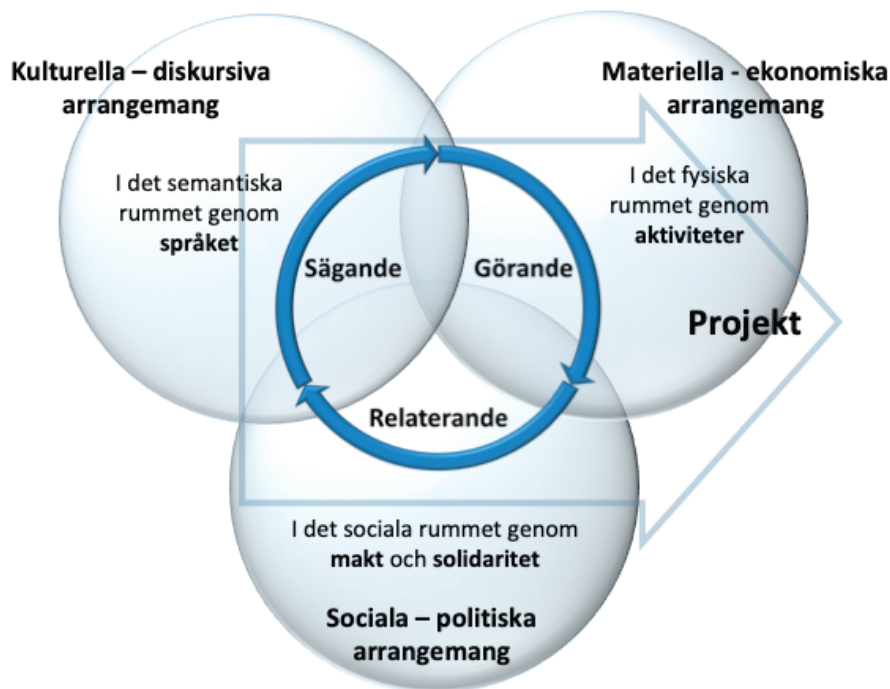 Kulturella – diskursiva
arrangemang
I det semantiska
rummet genom
språket
Materiella - ekonomiska
arrangemang
I det fysiska
rummet genom
aktiviteter
Sägande
Görande
Projekt
Relaterande
I det sociala rummet genom
makt och solidaritet
Sociala – politiska
arrangemang